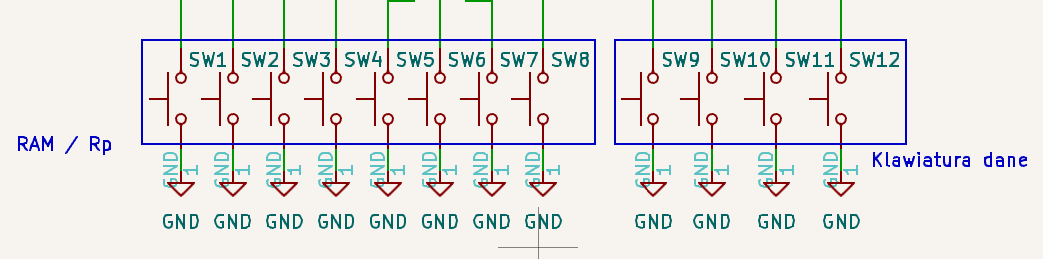 SW1 SW2 SW3 SW4 SW5 SW6 SW7 SW8 SW9 SW10 SW11 SW12
RAM / Rp
Klawiatura dane
GND 1 GND 1 GND 1 GND 1 GND 1 GND 1 GND 1 GND 1 GND 1 GND 1 GND 1 GND 1
GND GND GND GND GND GND GND GND GND GND GND GND